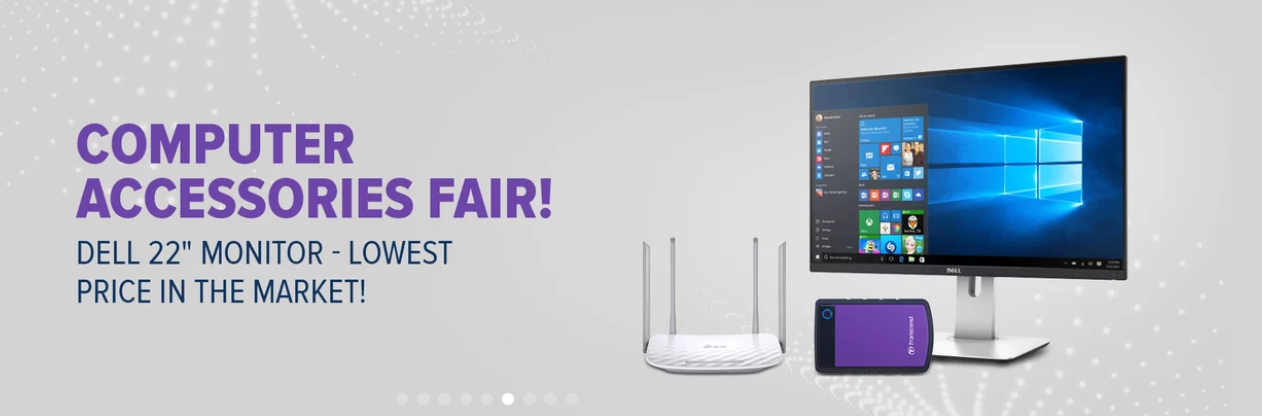 COMPUTER
ACCESSORIES FAIR!
DELL 22" MONITOR - LOWEST
PRICE IN THE MARKET!
DELL
Transcend